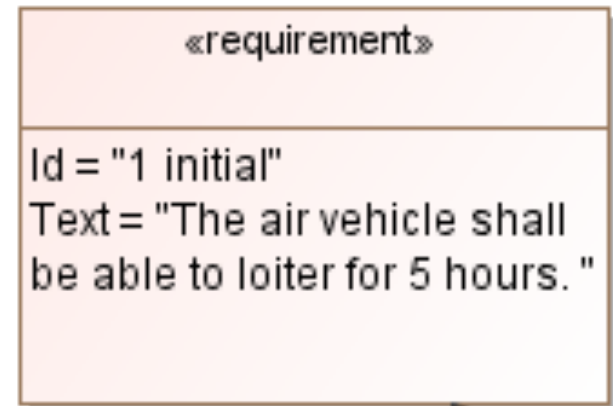 «requirement»
Id = "1 initial"
Text = "The air vehicle shall
be able to loiter for 5 hours. "